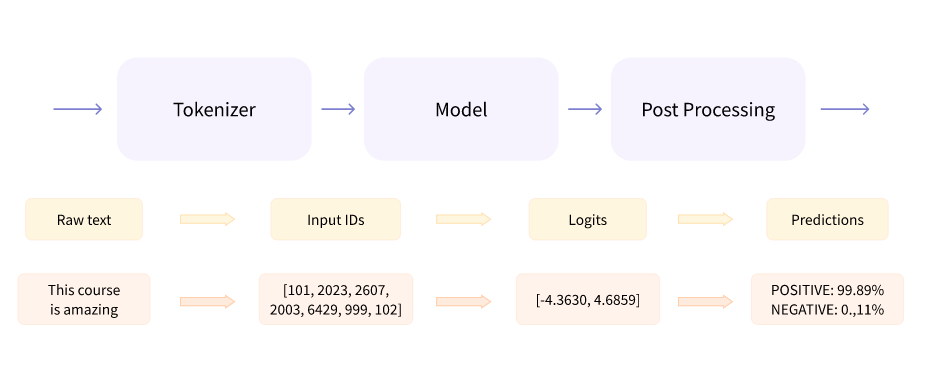 Tokenizer
Model
Post Processing
Raw text
Input IDs
Logits
Predictions
This course
is amazing
[101, 2023, 2607,
2003, 6429, 999, 102]
[-4.3630, 4.6859]
POSITIVE: 99.89%
NEGATIVE: 0.,11%